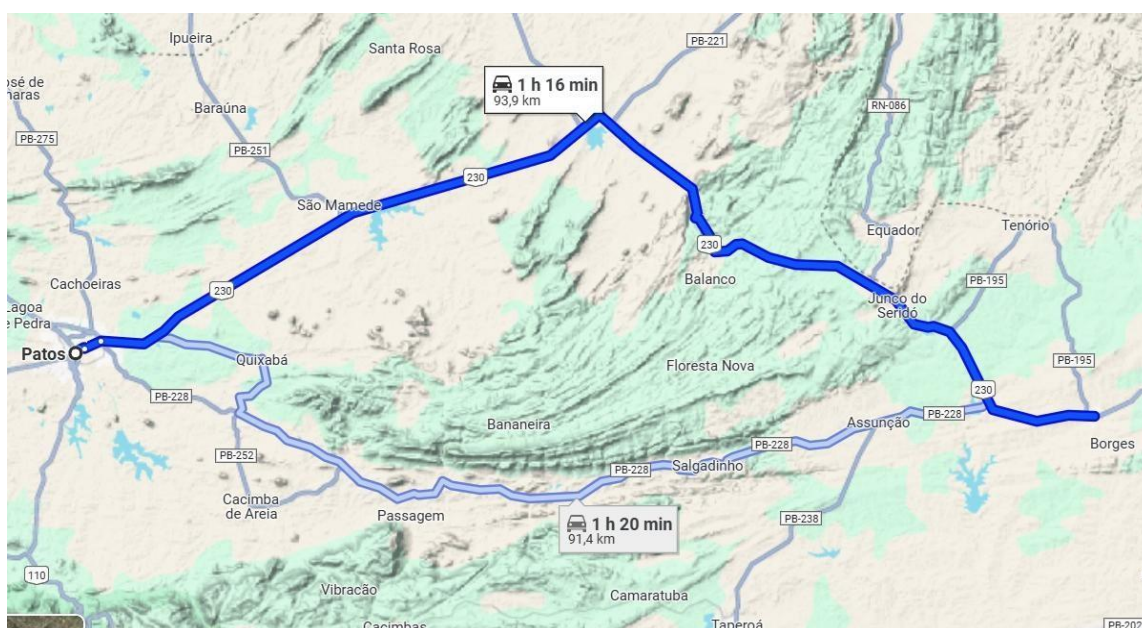 Ipueira
Santa Rosa
PB-221
1 h 16 min
93,9 km
osé de
Baraúna
RN-086
PB-275
PB-251
230
São Mamede
Equador
Tenório
230
Balanco
230
Cachoeiras
PB-195
Junco do
Seridó
Lagoa
e Pedra
Patos
Quixabá
Floresta Nova
PB-195
PB-228
230
Bananeira
Assunção
PB-228
Borges
PB-228
PB-252
PB-228
Salgadinho
Cacimba
de Areia
Passagem
1 h 20 min
91,4 km
PB-238
110
Vibracão
Camaratuba
Cacimbas
Taperoá
PB-202